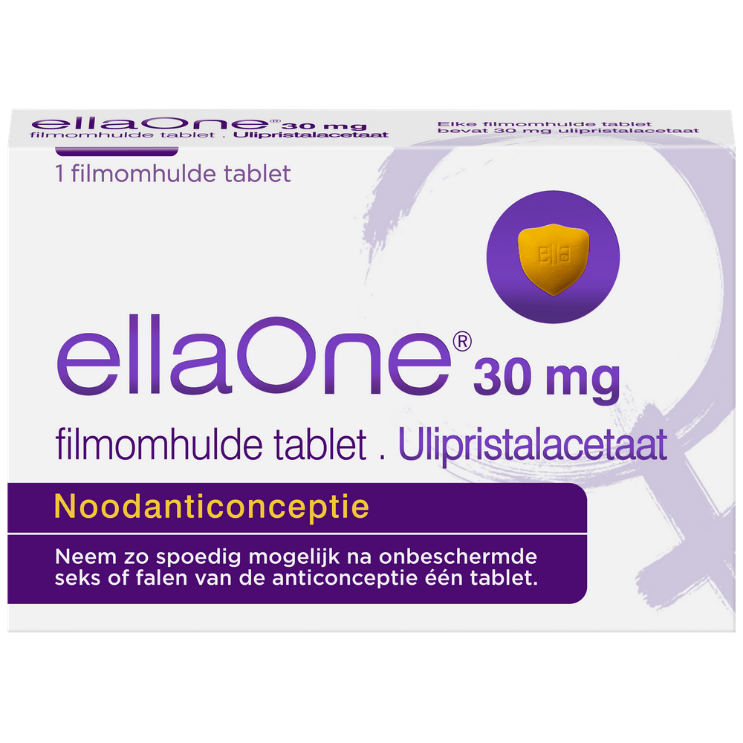 ellaOne® 30 mg
filmomhulde tablet . Ulipristalacetaat
Elke filmomhulde tablet
bevat 30 mg ulipristalacetaat
1 filmomhulde tablet
Ella
ellaOne® 30 mg
filmomhulde tablet . Ulipristalacetaat
Noodanticonceptie
Neem zo spoedig mogelijk na onbeschermde
seks of falen van de anticonceptie één tablet.